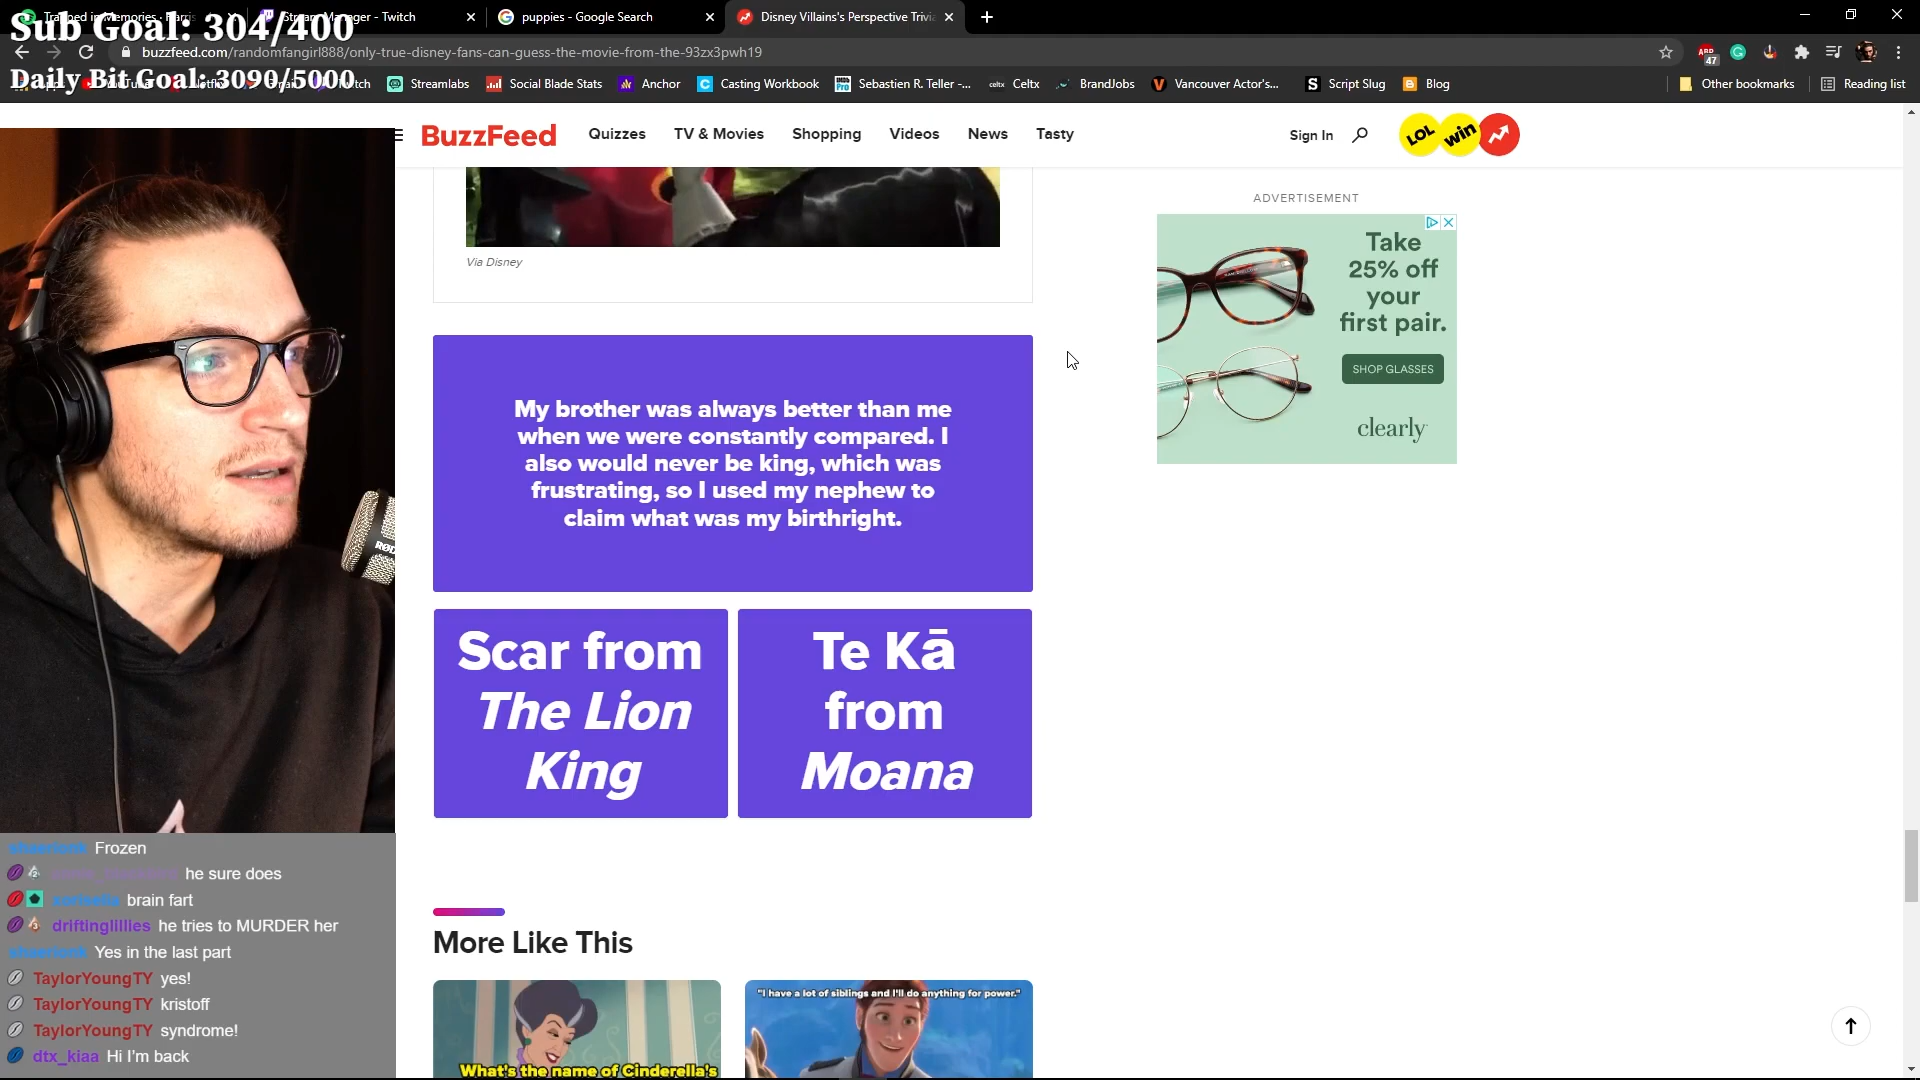 Sub Goal: 304/400
Daily Bit Goal: 3090/5000
Manager - Twitch
puppies - Google Search
Disney Villains's Perspective Trivia
buzzfeed.com/randomfangirl888/only-true-disney-fans-can-guess-the-movie-from-the-93zx3pwh19
47
Streamlabs
Social Blade Stats
Anchor
Casting Workbook
Sebastien R. Teller -...
celtx
Celtx
BrandJobs
Vancouver Actor's...
Script Slug
Blog
Other bookmarks
Reading list
BuzzFeed
Quizzes
TV & Movies
Shopping
Videos
News
Tasty
Sign In
LOL
win
Via Disney
ADVERTISEMENT
Take
25% off
your
first pair.
SHOP GLASSES
clearly
My brother was always better than me
when we were constantly compared. I
also would never be king, which was
frustrating, so I used my nephew to
claim what was my birthright.
Scar from
The Lion
King
Te Kā
from
Moana
RØD
Frozen
he sure does
brain fart
driftinglillies he tries to MURDER her
Yes in the last part
TaylorYoungTY yes!
TaylorYoungTY kristoff
TaylorYoungTY syndrome!
dtx_kiaa Hi I'm back
More Like This
What's the name of Cinderella's
"I have a lot of siblings and I'll do anything for power."